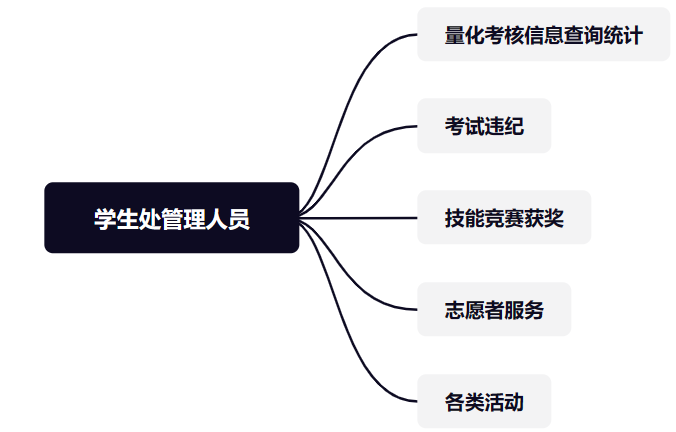 学生处管理人员
量化考核信息查询统计
考试违纪
技能竞赛获奖
志愿者服务
各类活动